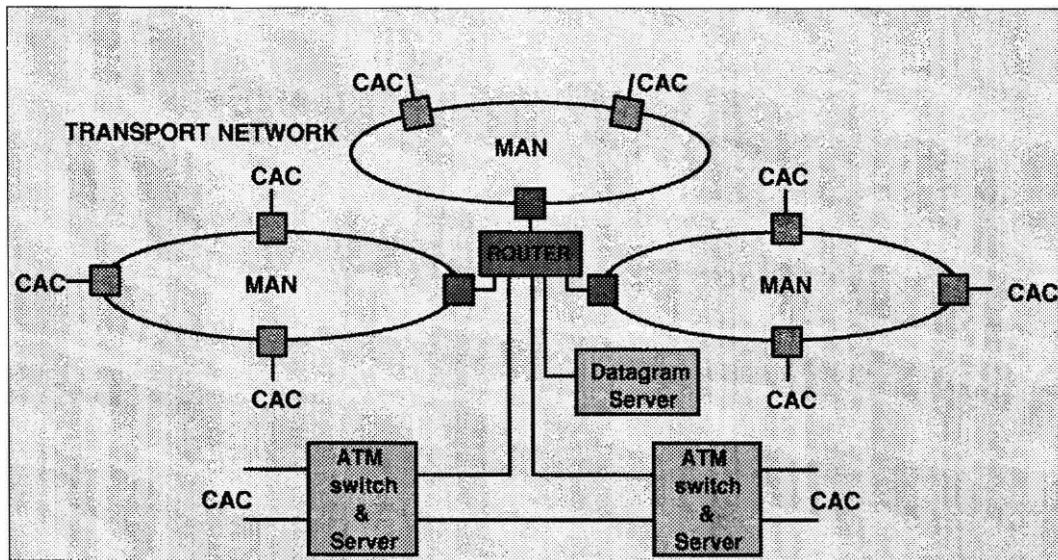 CAC
CAC
TRANSPORT NETWORK
MAN
CAC
CAC
ROUTER
CAC
MAN
MAN
CAC
Datagram
Server
CAC
CAC
ATM
switch
&
Server
ATM
switch
&
Server
CAC
CAC